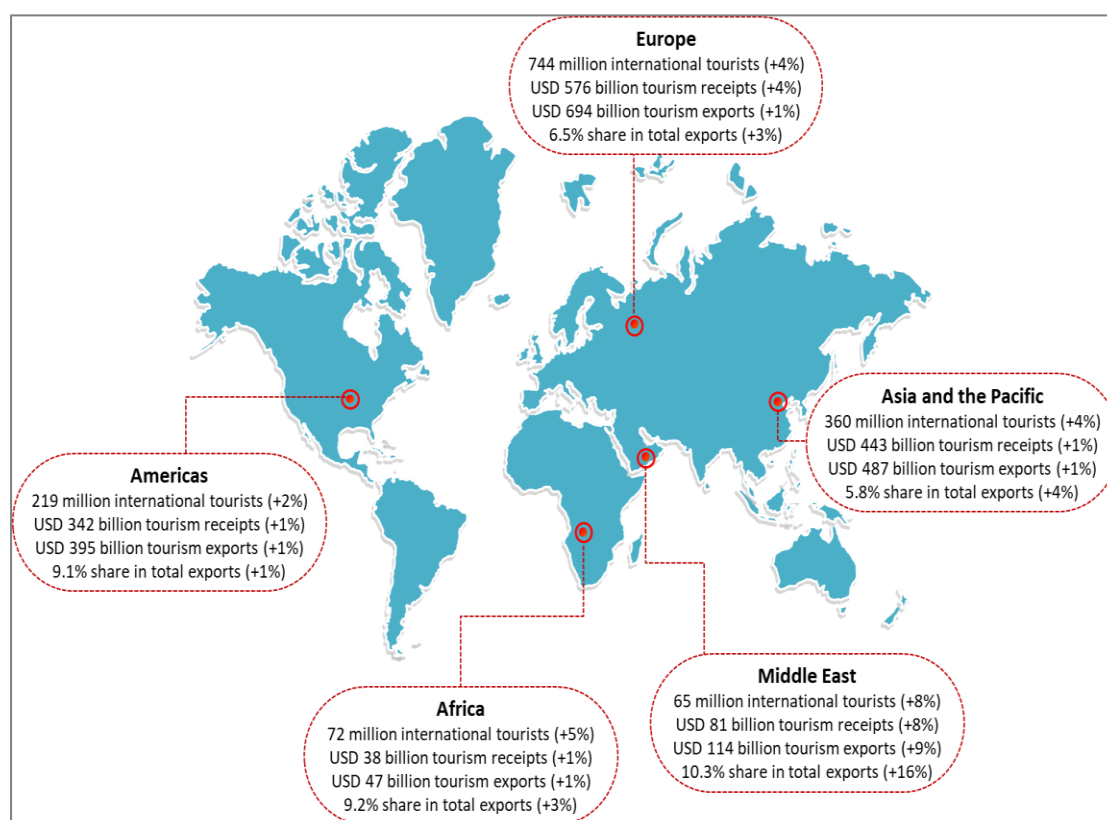 Europe
744 million international tourists (+4%)
USD 576 billion tourism receipts (+4%)
USD 694 billion tourism exports (+1%)
6.5% share in total exports (+3%)
Asia and the Pacific
360 million international tourists (+4%)
USD 443 billion tourism receipts (+1%)
USD 487 billion tourism exports (+1%)
5.8% share in total exports (+4%)
Americas
219 million international tourists (+2%)
USD 342 billion tourism receipts (+1%)
USD 395 billion tourism exports (+1%)
9.1% share in total exports (+1%)
Middle East
65 million international tourists (+8%)
USD 81 billion tourism receipts (+8%)
USD 114 billion tourism exports (+9%)
10.3% share in total exports (+16%)
Africa
72 million international tourists (+5%)
USD 38 billion tourism receipts (+1%)
USD 47 billion tourism exports (+1%)
9.2% share in total exports (+3%)